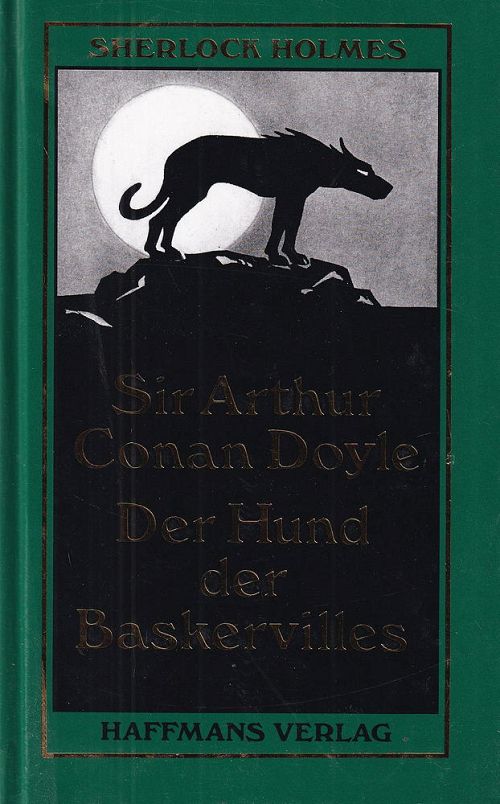 SHERLOCK HOLMES
Sir Arthur
Conan Doyle
Der Hund
der
Baskervilles
HAFFMANS VERLAG